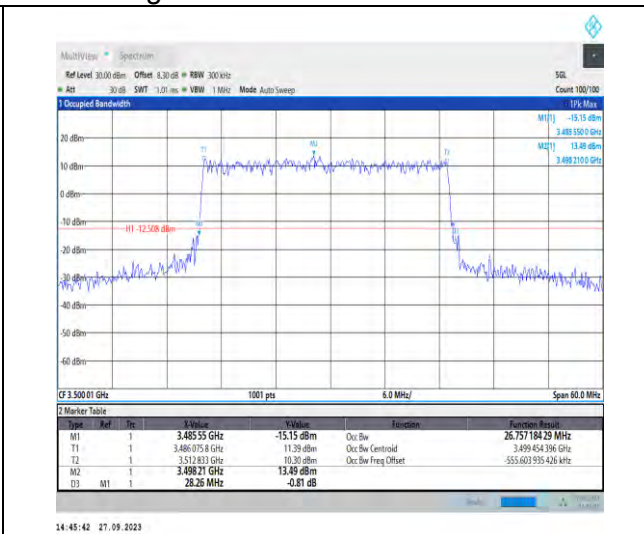 MultiView Spectrum
Ref Level 30.00 dBm Offset 8.30 dB RBW 300 kHz SGL
Att 30 dB SWT 1.01 ms VBW 1 MHz Mode Auto Sweep Count 100/100
1 Occupied Bandwidth 1Pk Max
M1[1] -15.15 dBm
3.485 550 0 GHz
M2[1] 13.49 dBm
3.498 210 0 GHz
20 dBm
10 dBm
0 dBm
-10 dBm
-20 dBm
-30 dBm
-40 dBm
-50 dBm
-60 dBm
T1
M2
T2
M1
D3
H1 -12.508 dBm
CF 3.500 01 GHz 1001 pts 6.0 MHz/ Span 60.0 MHz
2 Marker Table
Type Ref Trc X-Value Y-Value Function Function Result
M1 1 3.485 55 GHz -15.15 dBm Occ Bw 26.757 184 29 MHz
T1 1 3.486 075 8 GHz 11.39 dBm Occ Bw Centroid 3.499 454 396 GHz
T2 1 3.512 833 GHz 10.30 dBm Occ Bw Freq Offset -555.603 935 426 kHz
M2 1 3.498 21 GHz 13.49 dBm
D3 M1 1 28.26 MHz -0.81 dB
14:45:42 27.09.2023